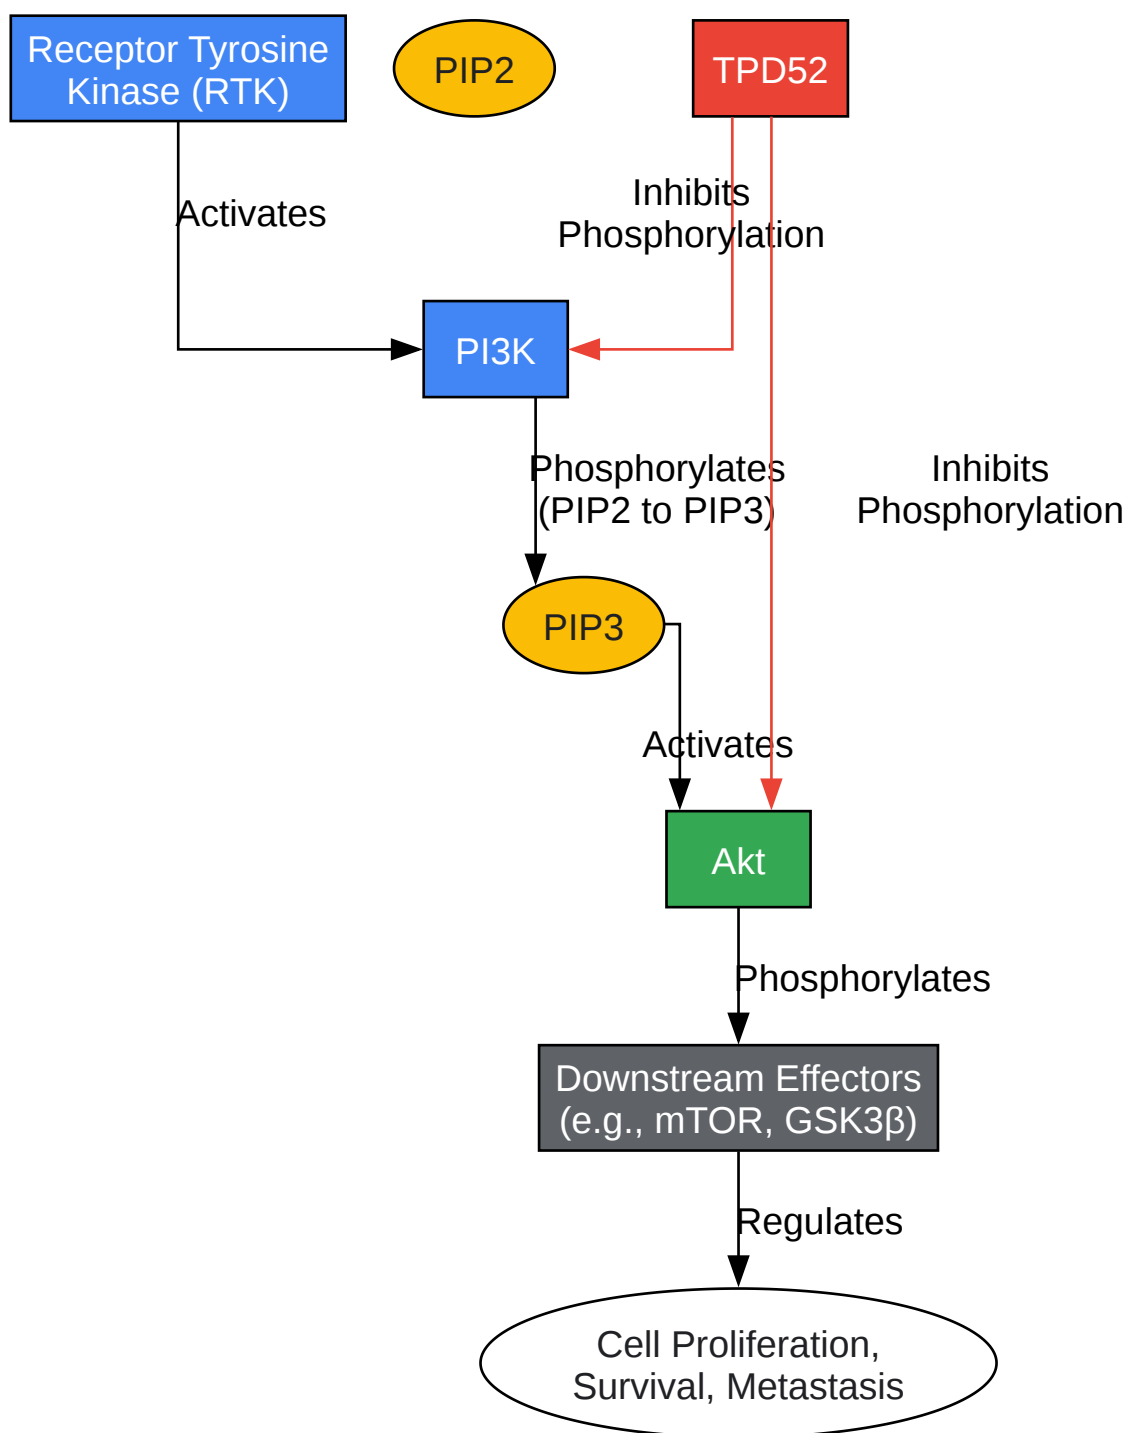 Receptor Tyrosine
Kinase (RTK)
PIP2
TPD52
Activates
Inhibits
Phosphorylation
PI3K
Phosphorylates
(PIP2 to PIP3)
Inhibits
Phosphorylation
PIP3
Activates
Akt
Phosphorylates
Downstream Effectors
(e.g., mTOR, GSK3β)
Regulates
Cell Proliferation,
Survival, Metastasis